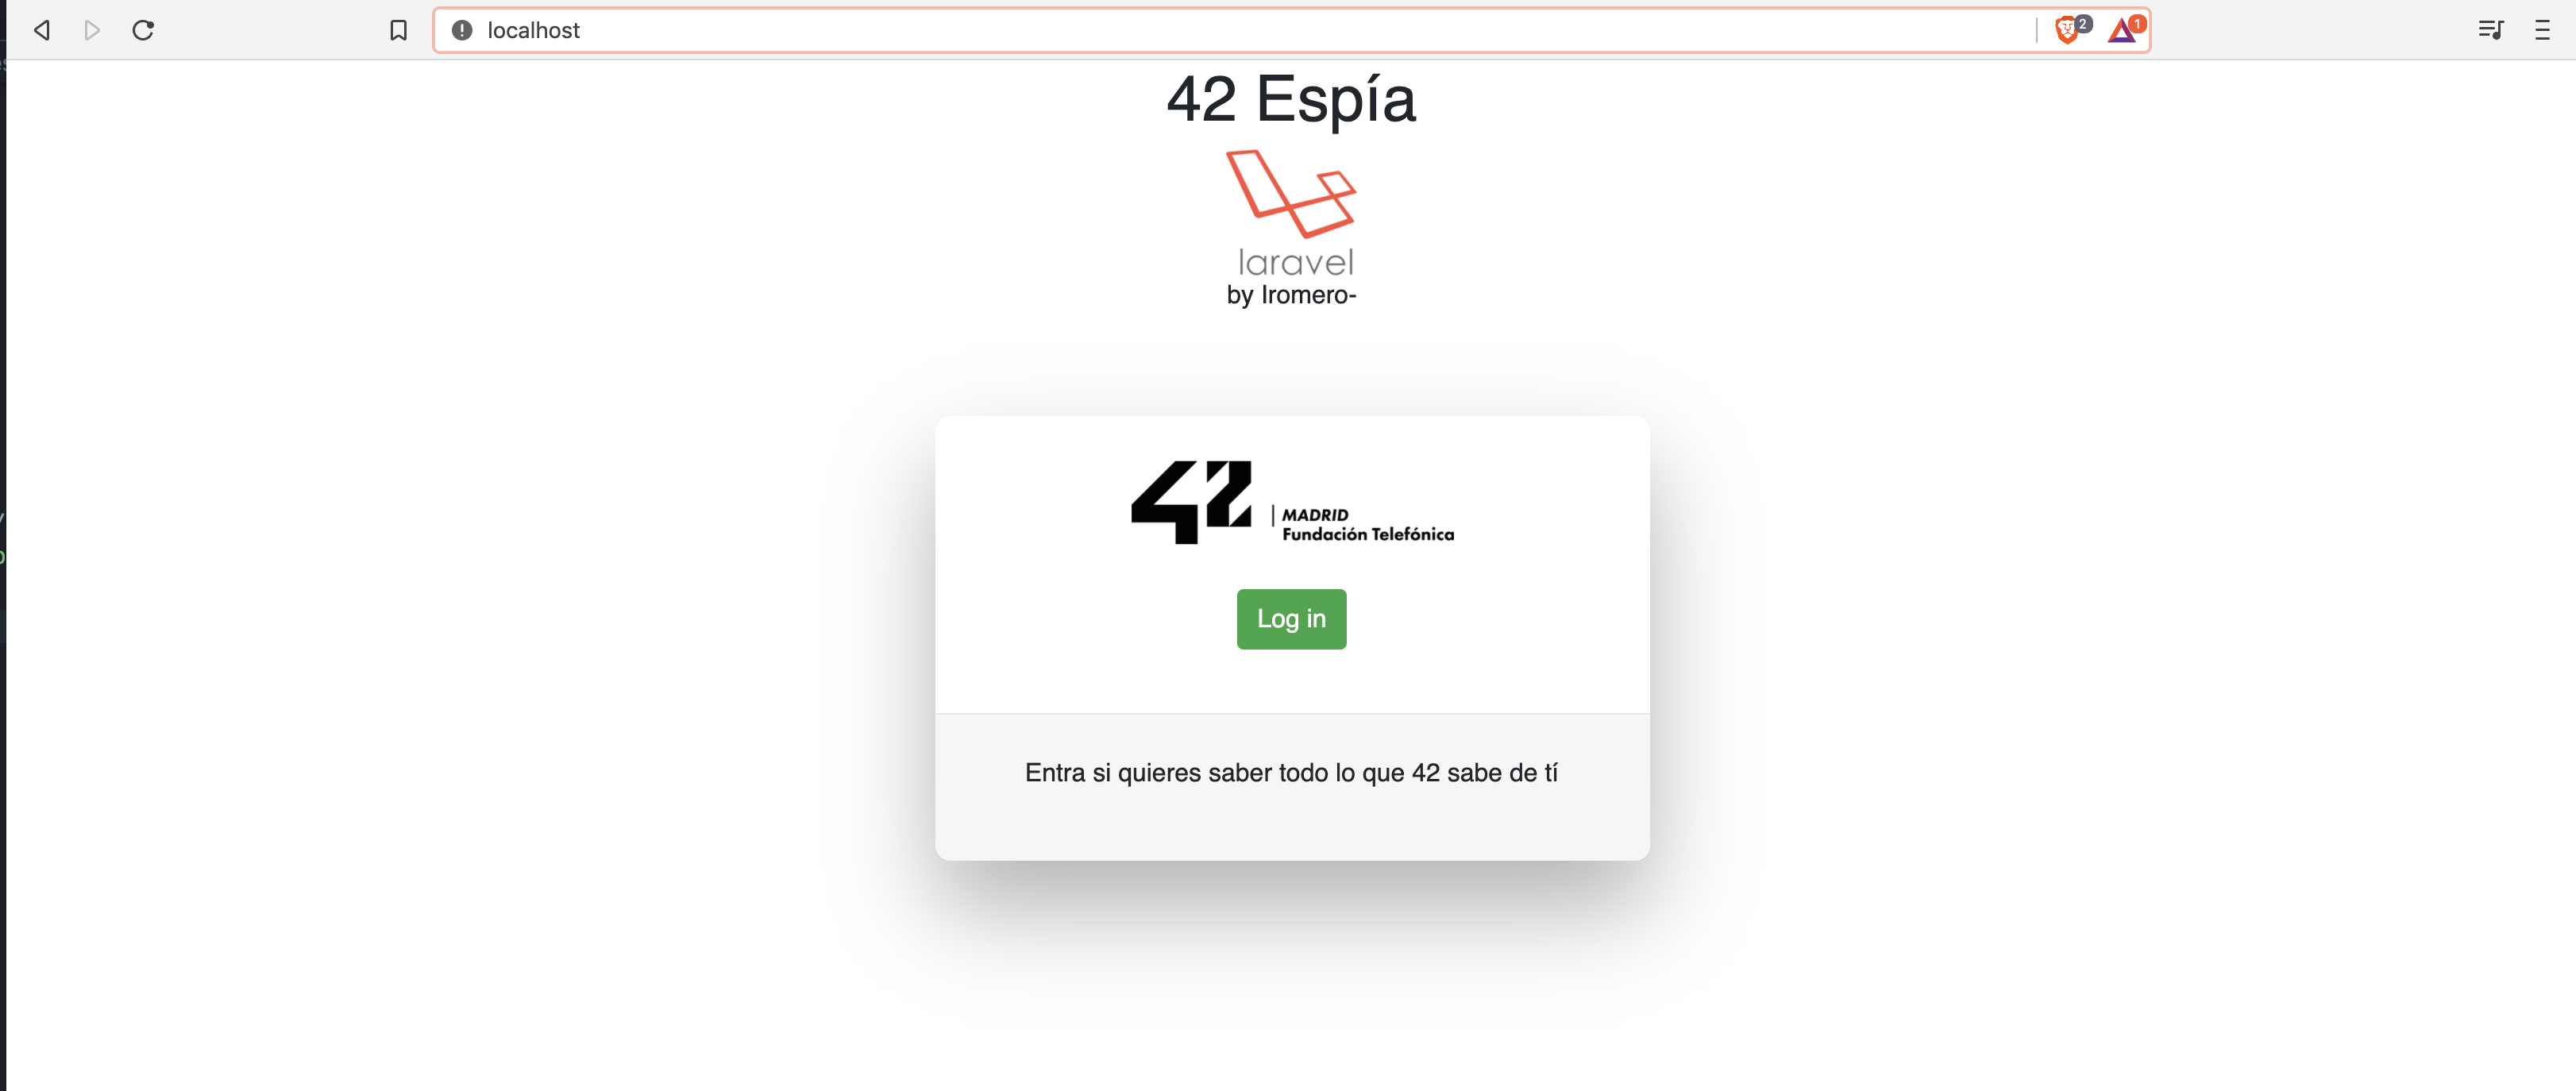 localhost
2
1
42 Espía
laravel
by lromero-
42
MADRID
Fundación Telefónica
Log in
Entra si quieres saber todo lo que 42 sabe de tí